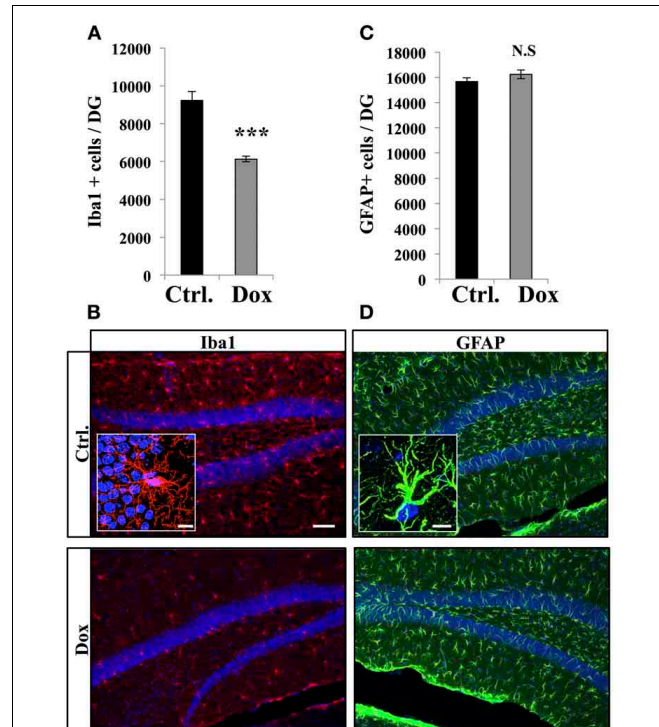 A
Iba1 + cells / DG
12000
10000
8000
6000
4000
2000
0
***
Ctrl. Dox
C
GFAP+ cells / DG
18000
16000
14000
12000
10000
8000
6000
4000
2000
0
N.S
Ctrl. Dox
B
Iba1
D
GFAP
Ctrl.
Dox